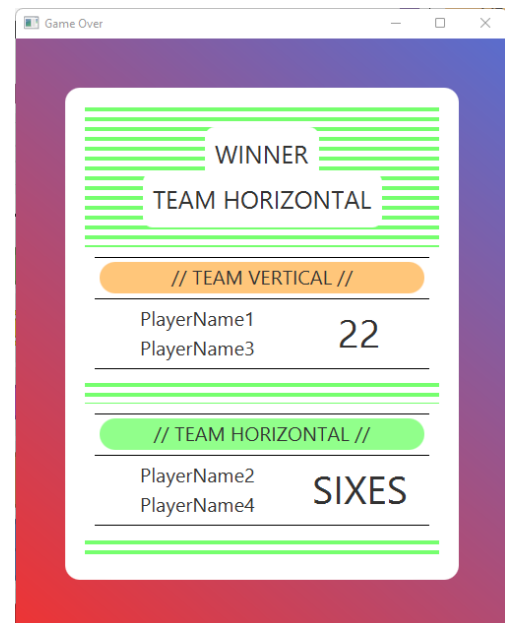 Game Over
WINNER
TEAM HORIZONTAL
// TEAM VERTICAL //
PlayerName1
PlayerName3
22
// TEAM HORIZONTAL //
PlayerName2
PlayerName4
SIXES